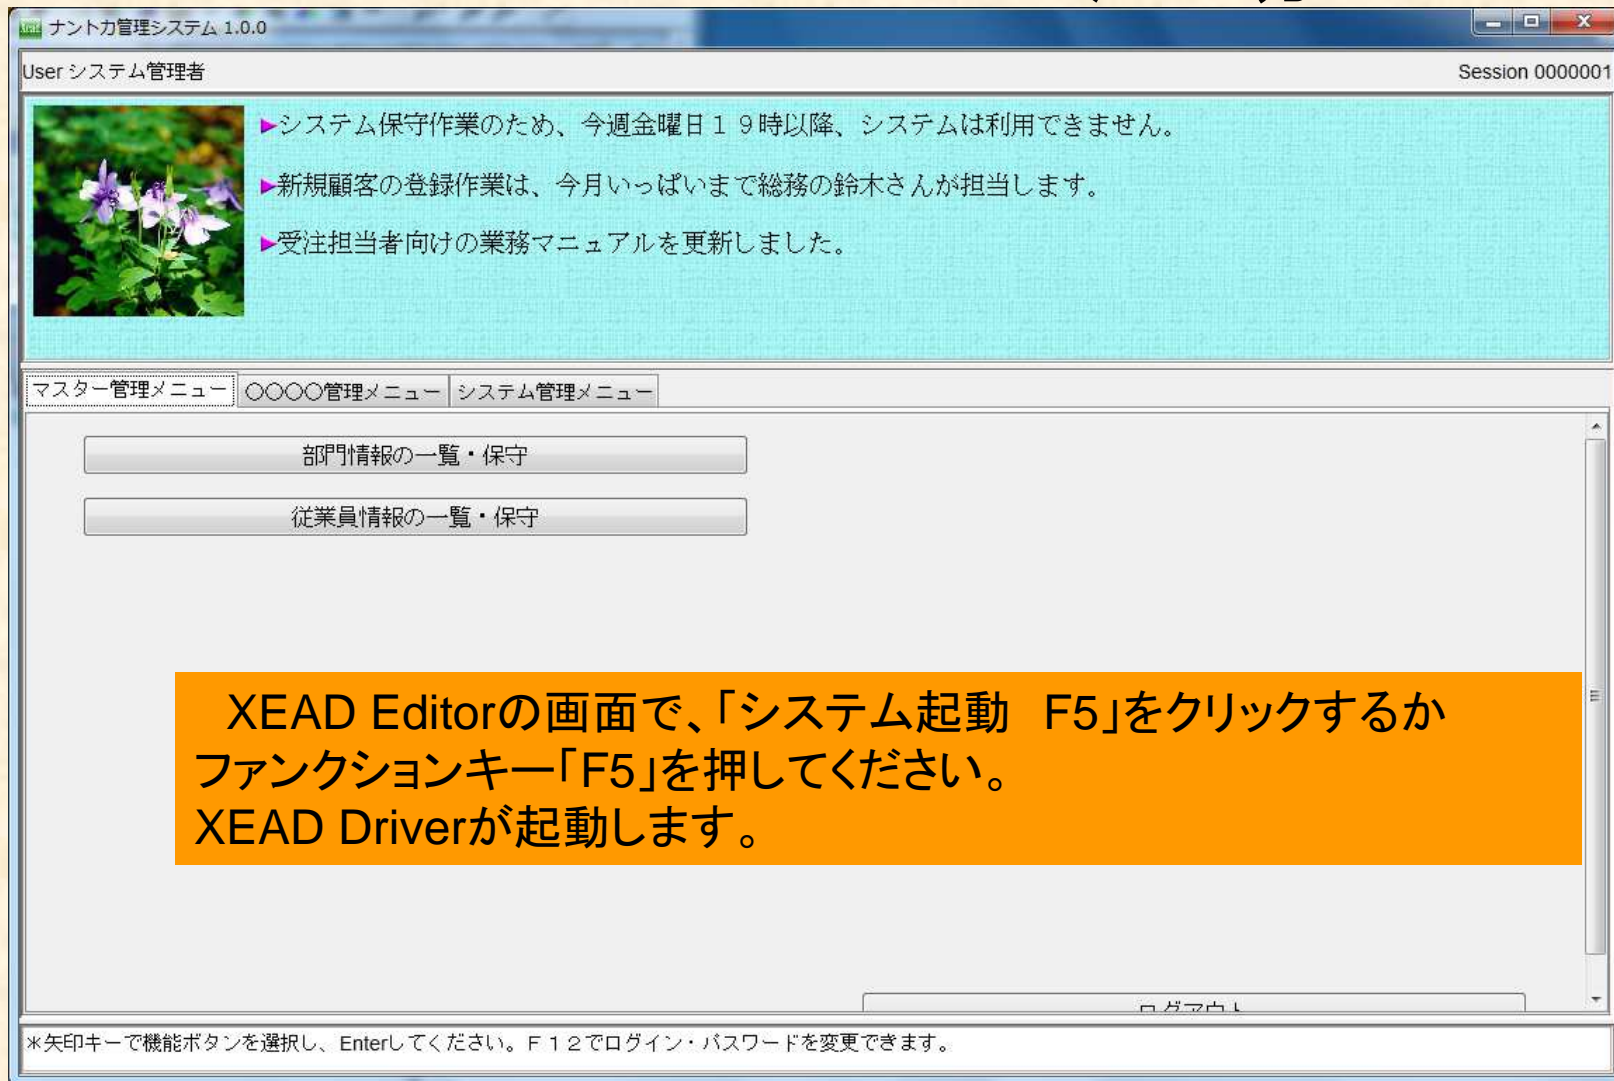 ナントカ管理システム 1.0.0
User システム管理者
Session 0000001
►システム保守作業のため、今週金曜日１９時以降、システムは利用できません。
►新規顧客の登録作業は、今月いっぱいまで総務の鈴木さんが担当します。
►受注担当者向けの業務マニュアルを更新しました。
マスター管理メニュー
○○○○管理メニュー
システム管理メニュー
部門情報の一覧・保守
従業員情報の一覧・保守
XEAD Editorの画面で、「システム起動　F5」をクリックするか
ファンクションキー「F5」を押してください。
XEAD Driverが起動します。
ログアウト
＊矢印キーで機能ボタンを選択し、Enterしてください。Ｆ１２でログイン・パスワードを変更できます。